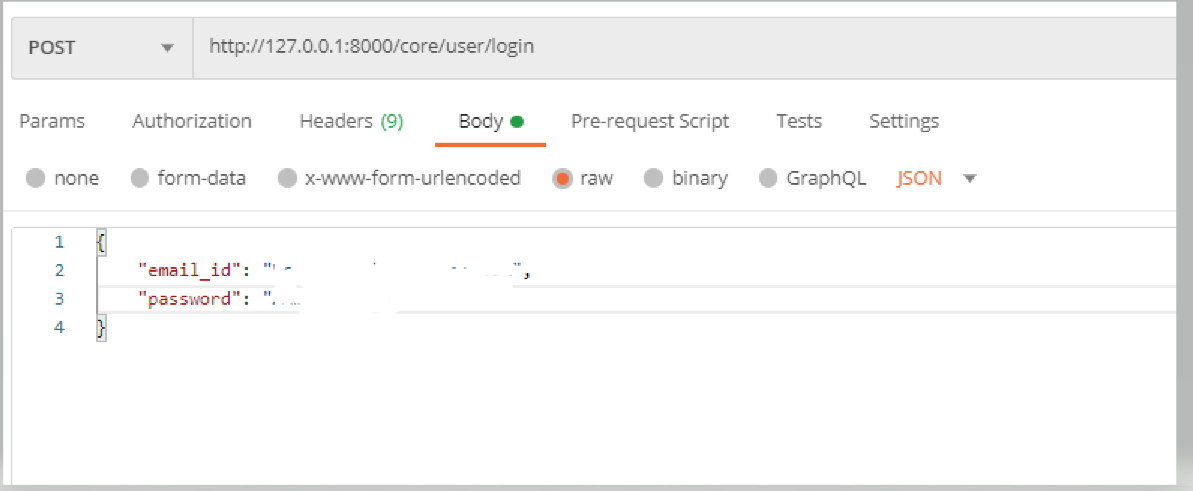 POST http://127.0.0.1:8000/core/user/login
Params Authorization Headers (9) Body Pre-request Script Tests Settings
none form-data x-www-form-urlencoded raw binary GraphQL JSON
1 {
2 "email_id": "
3 "password": "
4 }